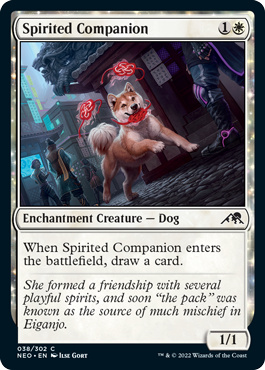 Spirited Companion 1
Enchantment Creature — Dog
When Spirited Companion enters
the battlefield, draw a card.
She formed a friendship with several
playful spirits, and soon “the pack” was
known as the source of much mischief in
Eiganjo.
1/1
038/302 C
NEO • EN Ilse Gort
™ & © 2022 Wizards of the Coast